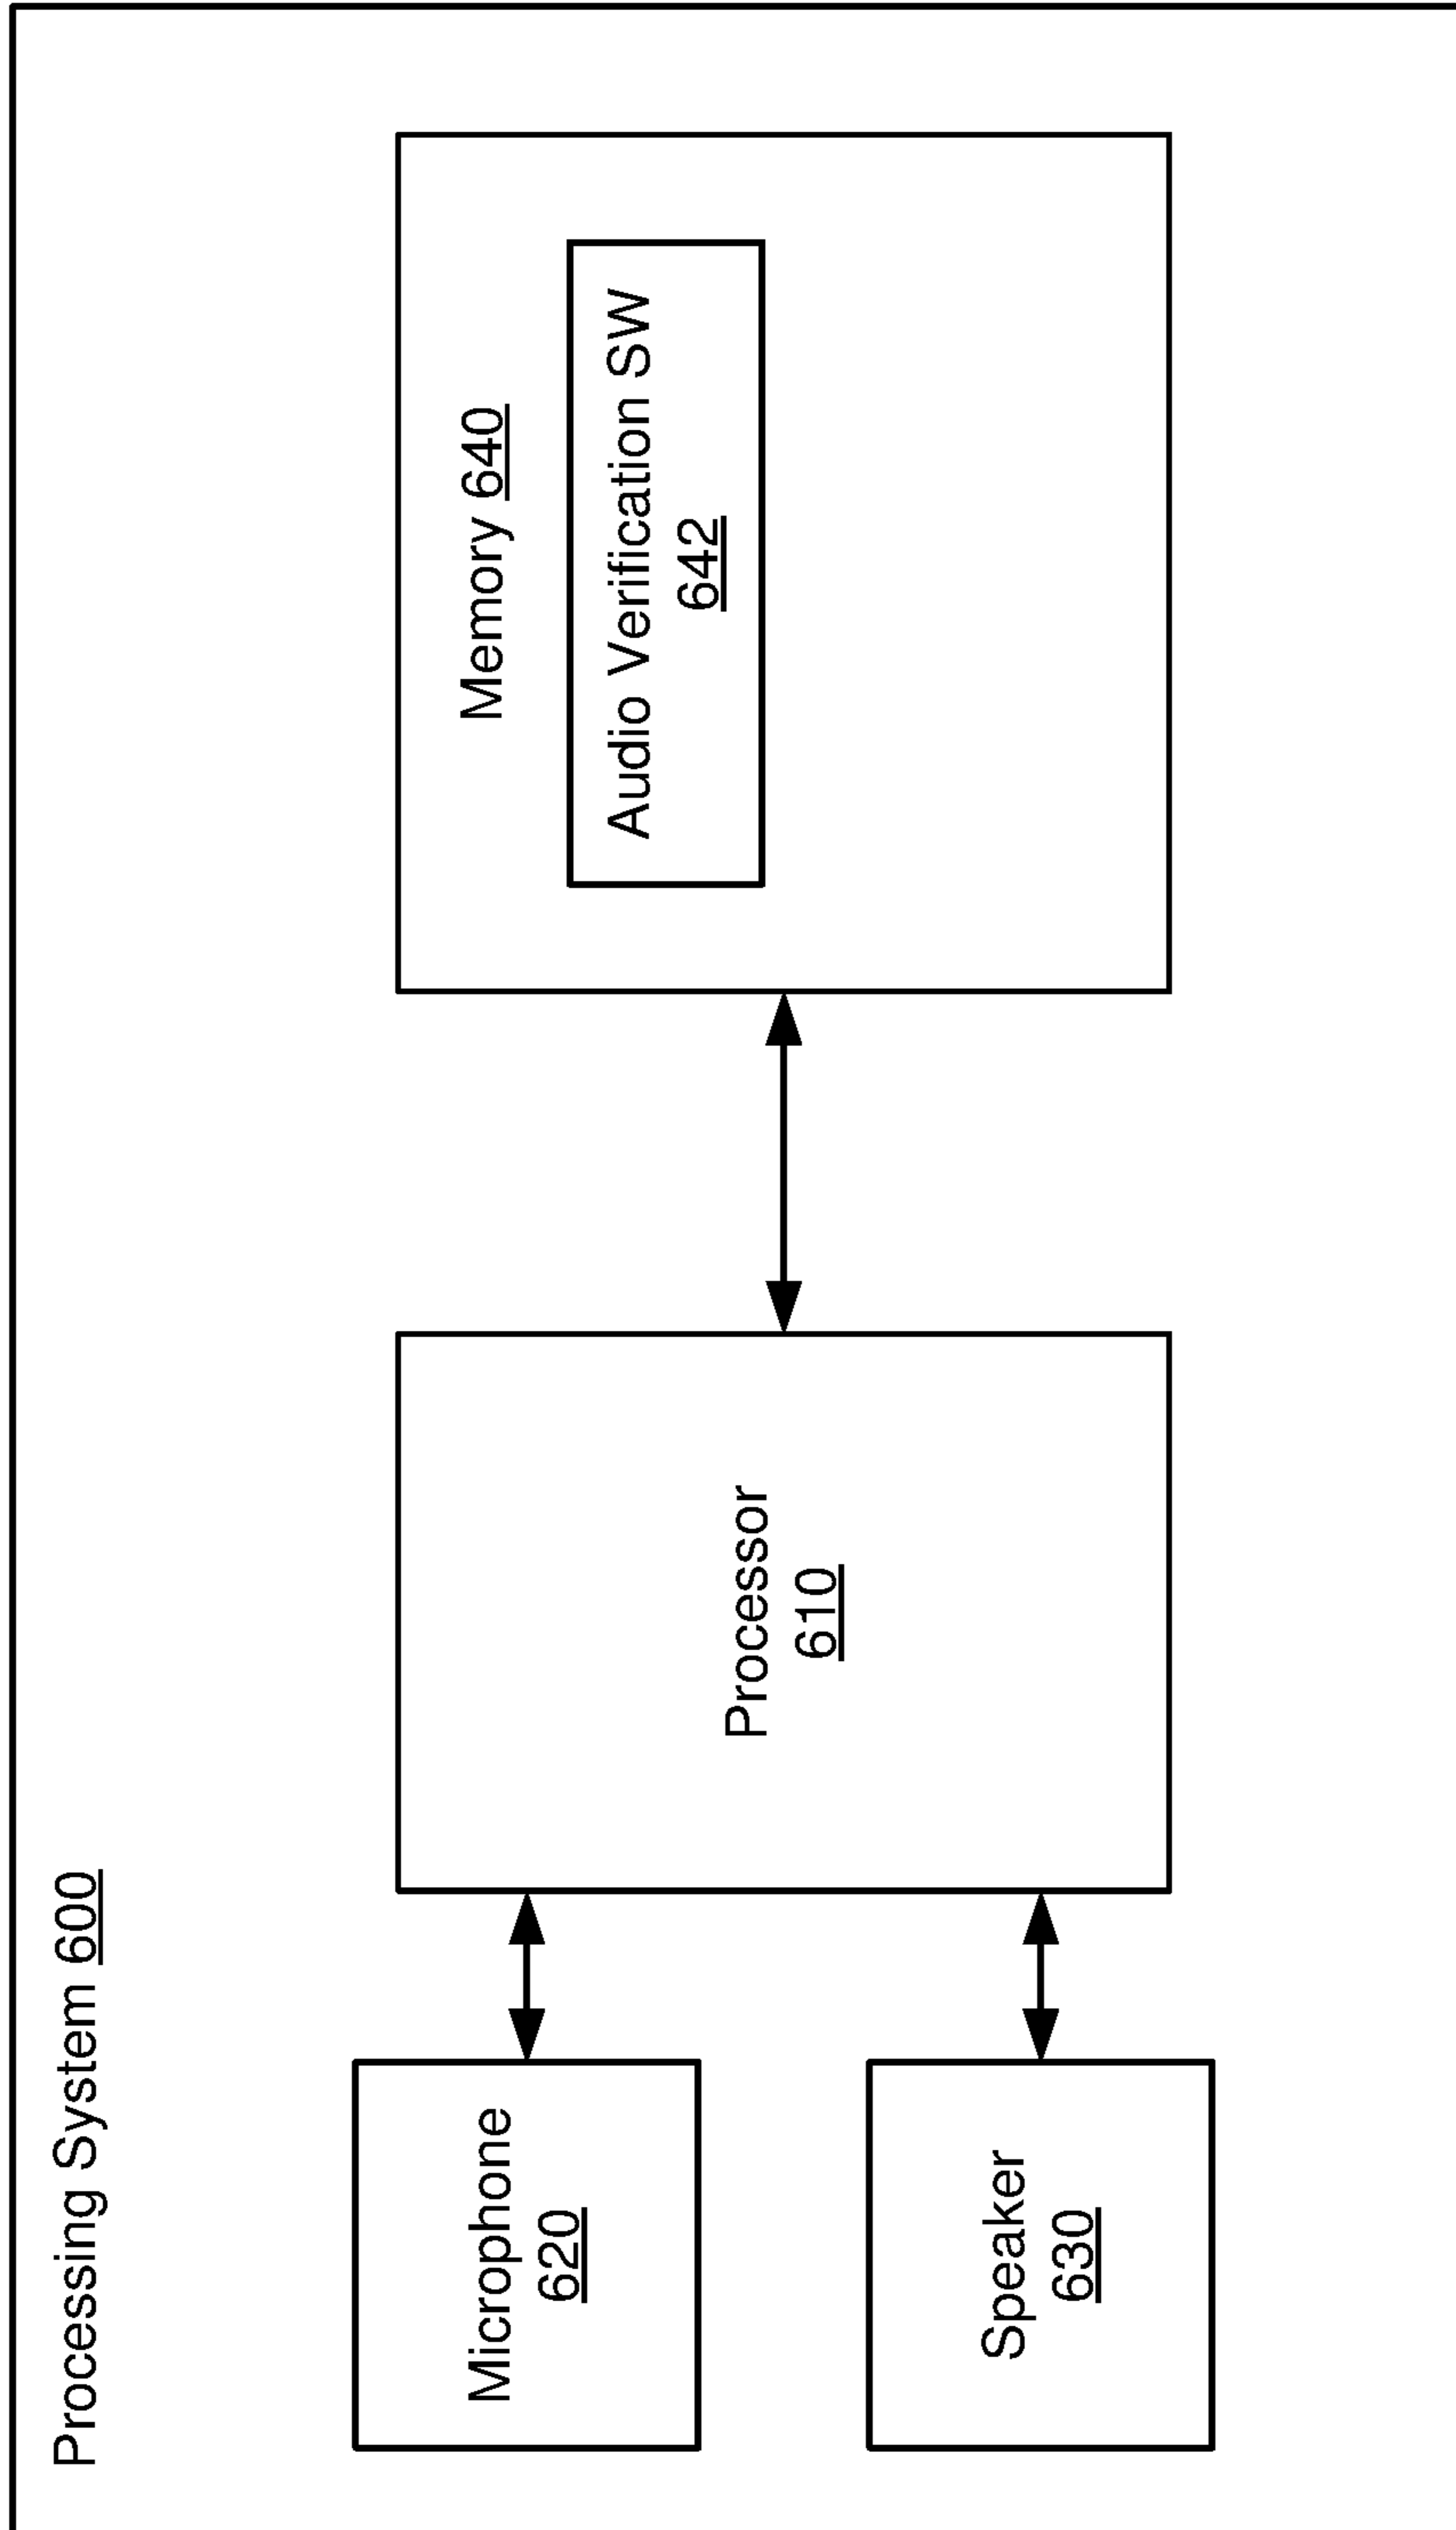 Processing System 600
Microphone
620
Speaker
630
Processor
610
Memory 640
Audio Verification SW
642